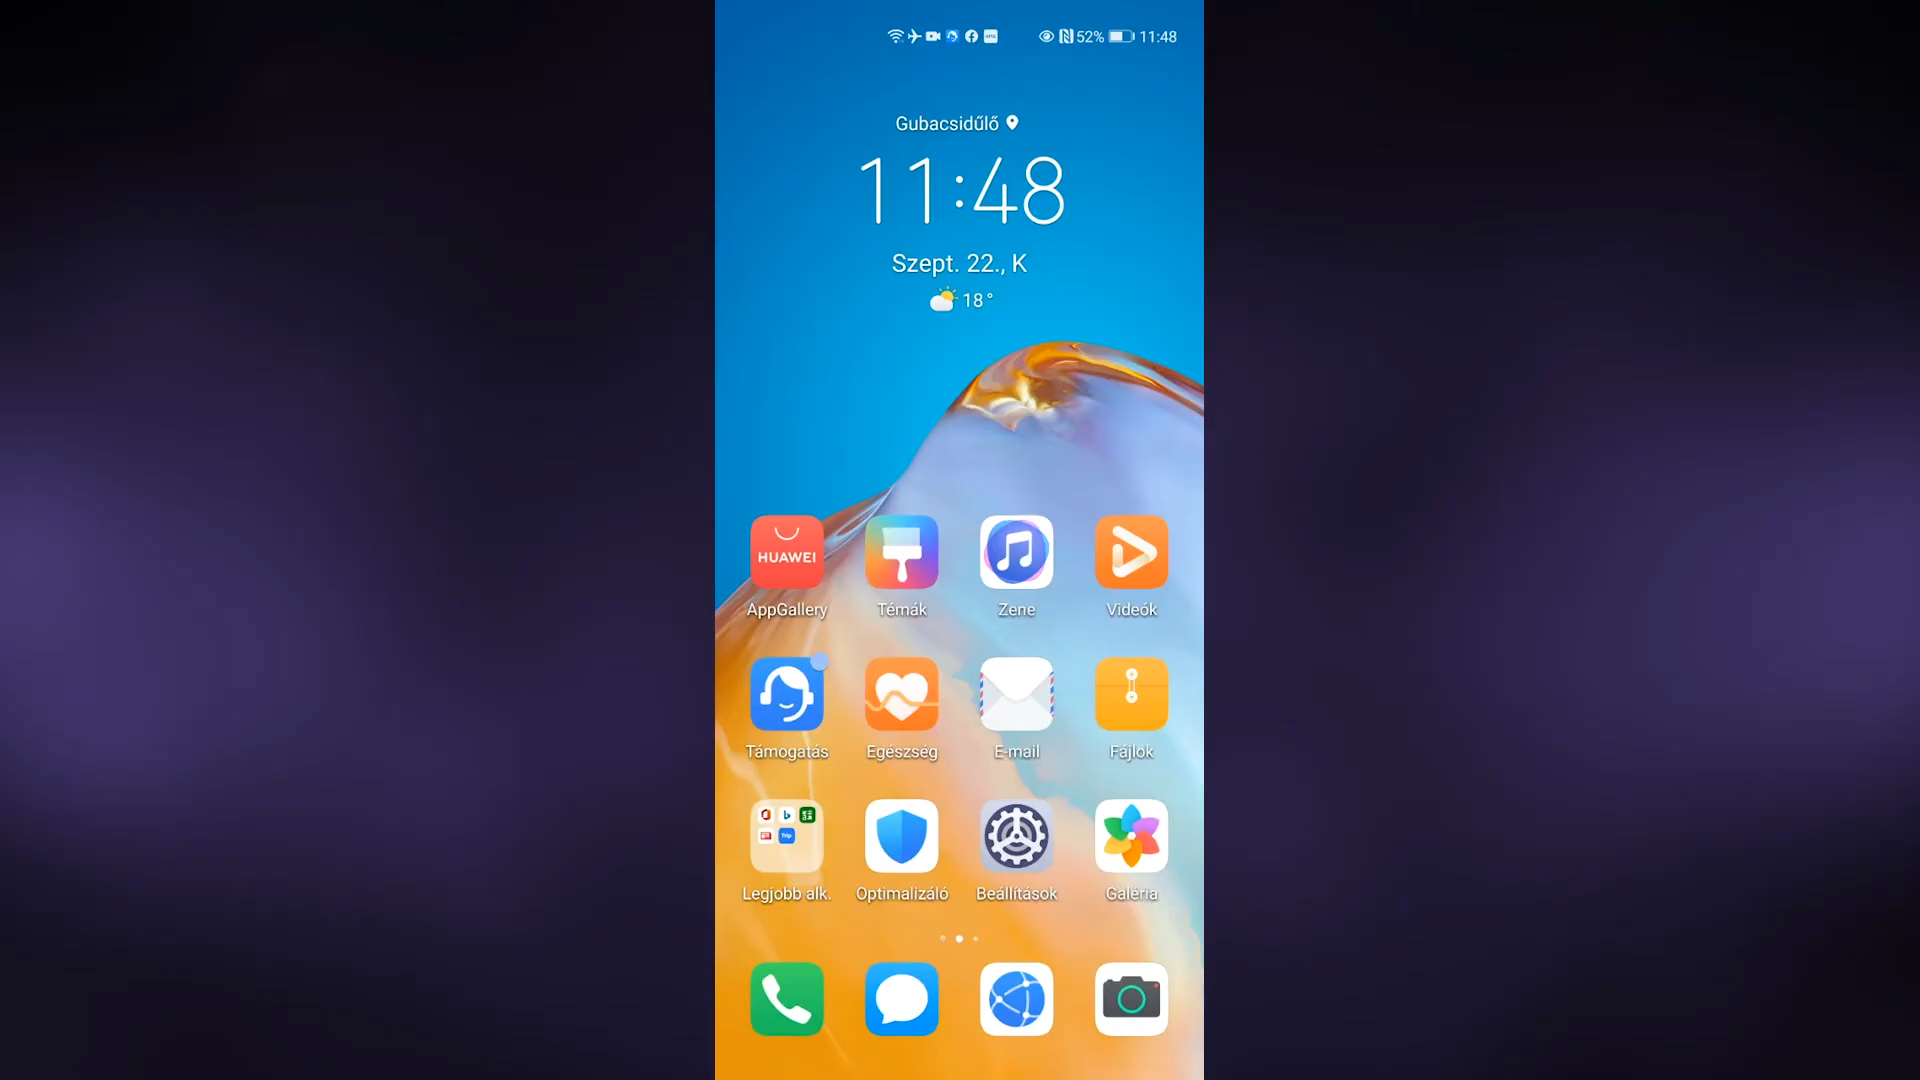 52% 11:48
Gubacsidűlő
11:48
Szept. 22., K
18°
HUAWEI
AppGallery Témák Zene Videók
Támogatás Egészség E-mail Fájlok
Trip
Legjobb alk. Optimalizáló Beállítások Galéria